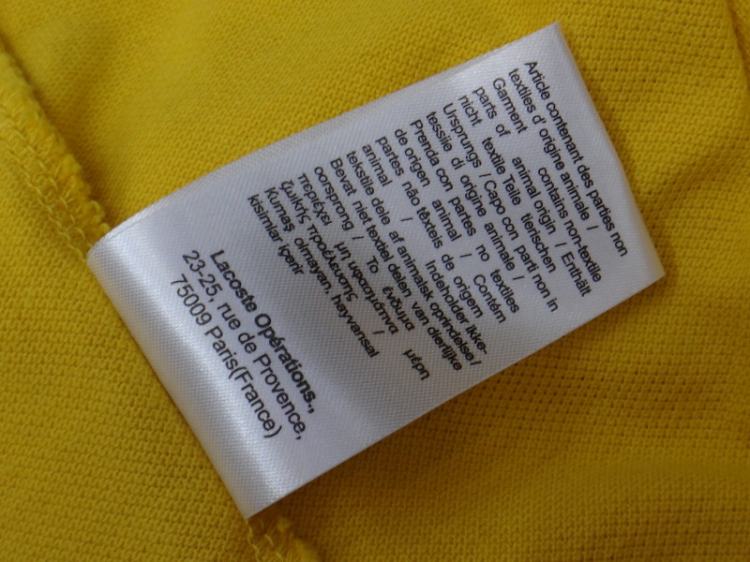 Article contenant des parties non
textiles d' origine animale /
Garment contains non-textile
parts of animal origin / Enthält
nicht textile Teile tierischen
Ursprungs / Capo con parti non in
tessile di origine animale /
Prenda con partes no textiles
de origen animal / Contém
partes não têxteis de origem
animal / Indeholder ikke-
tekstile dele af animalsk oprindelse /
Bevat niet textiel delen van dierlijke
oorsprong / Το ένδυμα μέρη
περιέχει μη υφασμάτινα
ζωικής προέλευσης /
Kumaş olmayan, hayvansal
kisimlar içerir
Lacoste Opérations.,
23-25, rue de Provence,
75009 Paris(France)